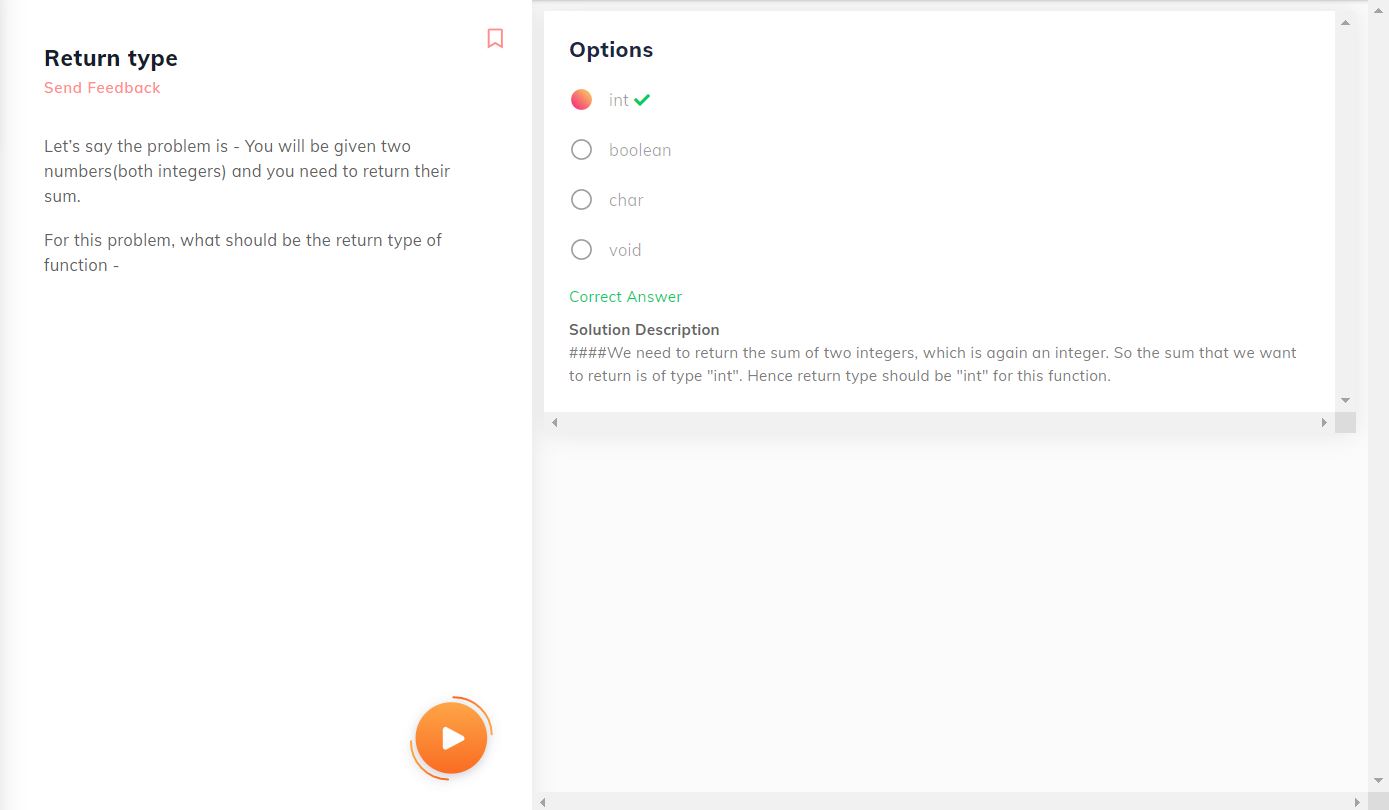 Return type
Send Feedback
Let's say the problem is - You will be given two
numbers(both integers) and you need to return their
sum.
For this problem, what should be the return type of
function -
Options
int
boolean
char
void
Correct Answer
Solution Description
####We need to return the sum of two integers, which is again an integer. So the sum that we want
to return is of type "int". Hence return type should be "int" for this function.